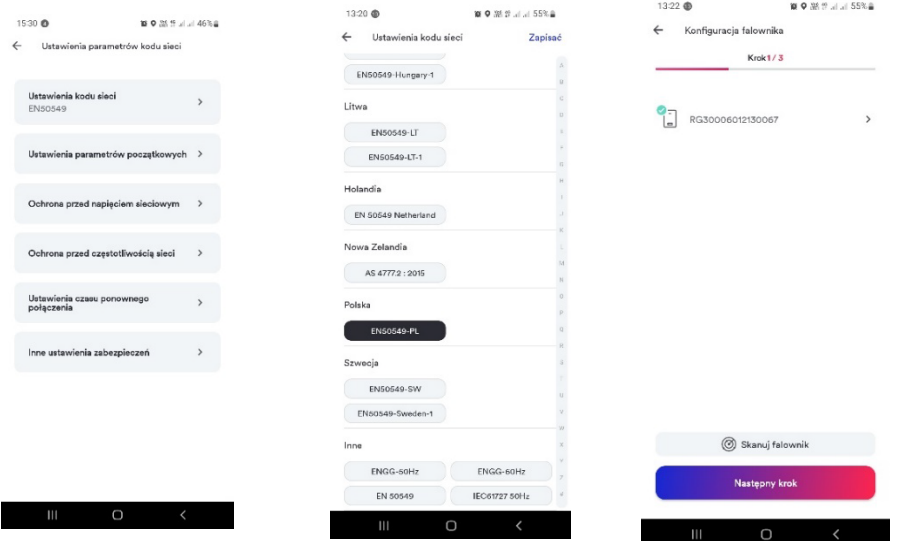 15:30
46%
Ustawienia parametrów kodu sieci
Ustawienia kodu sieci
EN50549
Ustawienia parametrów początkowych
Ochrona przed napięciem sieciowym
Ochrona przed częstotliwością sieci
Ustawienia czasu ponownego
połączenia
Inne ustawienia zabezpieczeń
13:20
55%
Ustawienia kodu sieci Zapisać
EN50549-Hungary-1
Litwa
EN50549-LT
EN50549-LT-1
Holandia
EN 50549 Netherland
Nowa Zelandia
AS 4777.2 : 2015
Polska
EN50549-PL
Szwecja
EN50549-SW
EN50549-Sweden-1
Inne
ENGG-50Hz ENGG-60Hz
EN 50549 IEC61727 50Hz
13:22
55%
Konfiguracja falownika
Krok1/ 3
RG30006012130067
Skanuj falownik
Następny krok